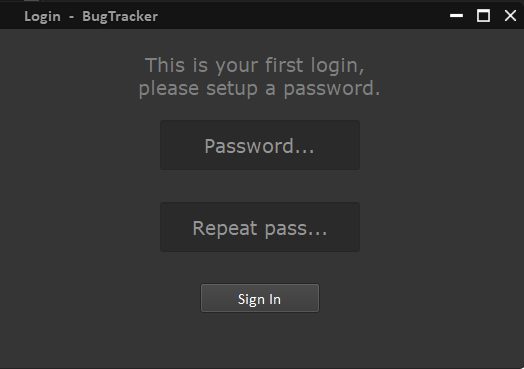 Login - BugTracker
This is your first login,
please setup a password.
Password...
Repeat pass...
Sign In